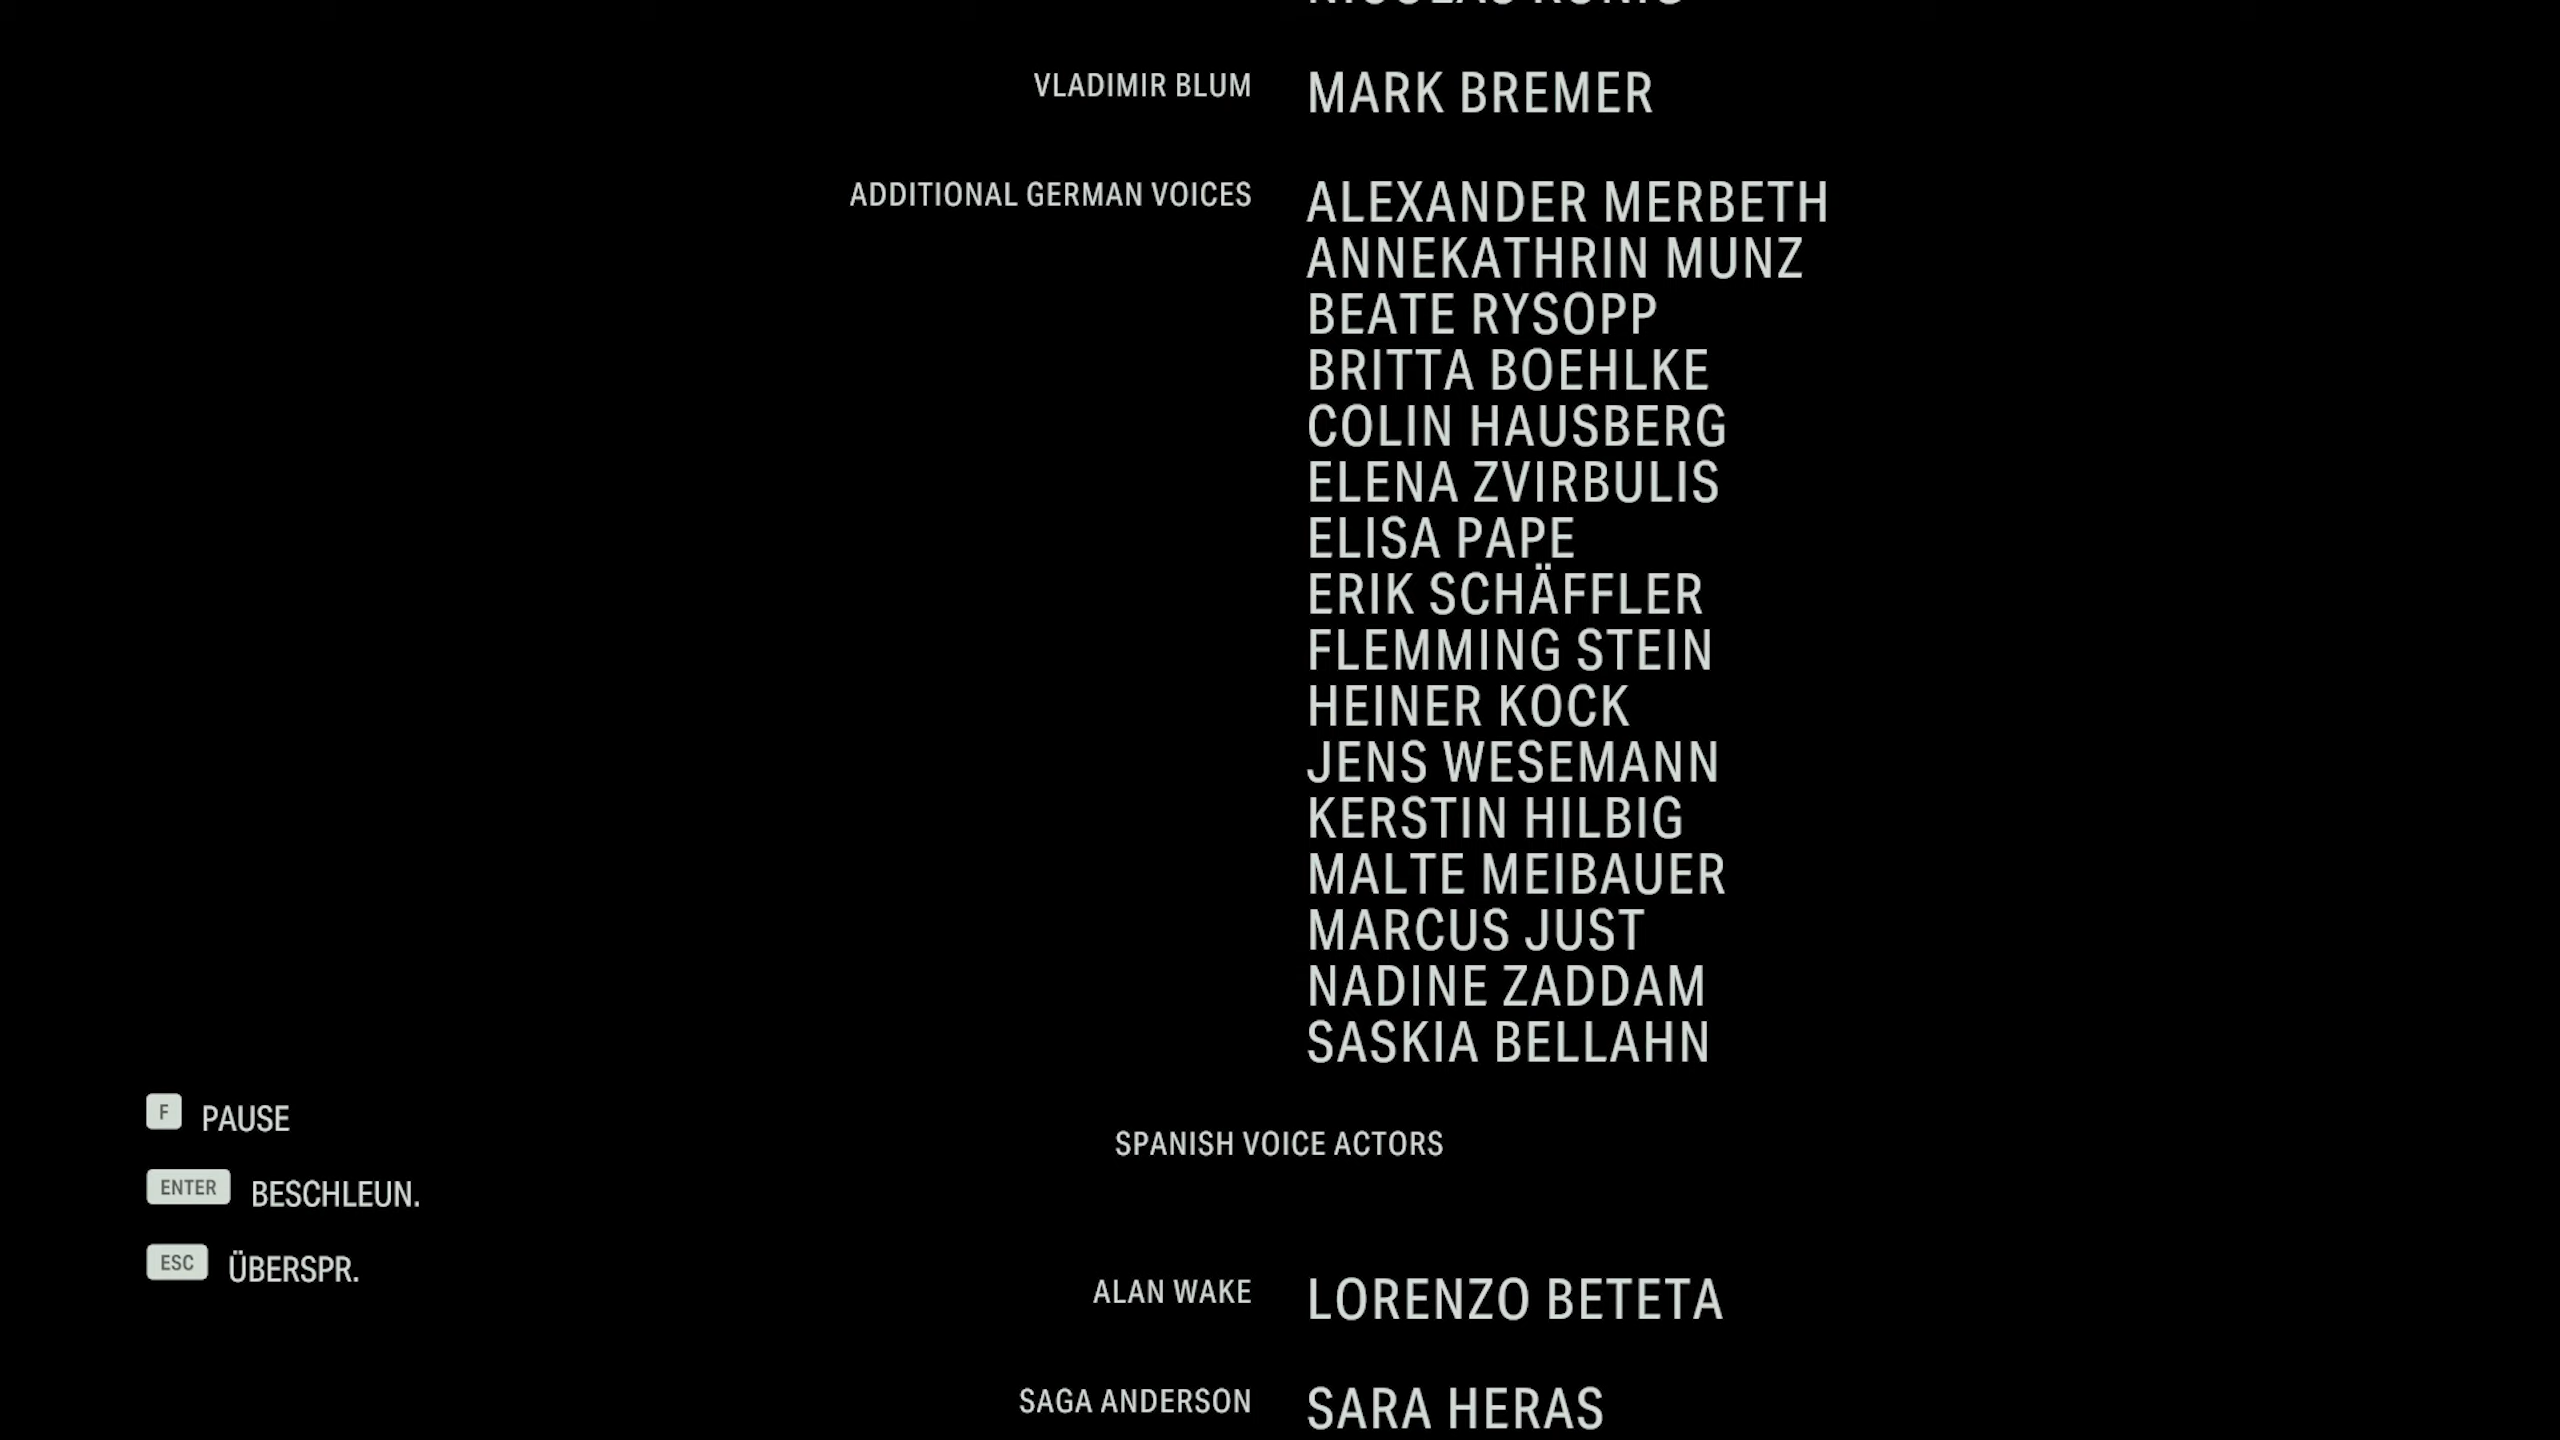 VLADIMIR BLUM MARK BREMER
ADDITIONAL GERMAN VOICES ALEXANDER MERBETH
ANNEKATHRIN MUNZ
BEATE RYSOPP
BRITTA BOEHLKE
COLIN HAUSBERG
ELENA ZVIRBULIS
ELISA PAPE
ERIK SCHÄFFLER
FLEMMING STEIN
HEINER KOCK
JENS WESEMANN
KERSTIN HILBIG
MALTE MEIBAUER
MARCUS JUST
NADINE ZADDAM
SASKIA BELLAHN
SPANISH VOICE ACTORS
ALAN WAKE LORENZO BETETA
SAGA ANDERSON SARA HERAS
F PAUSE
ENTER BESCHLEUN.
ESC ÜBERSPR.